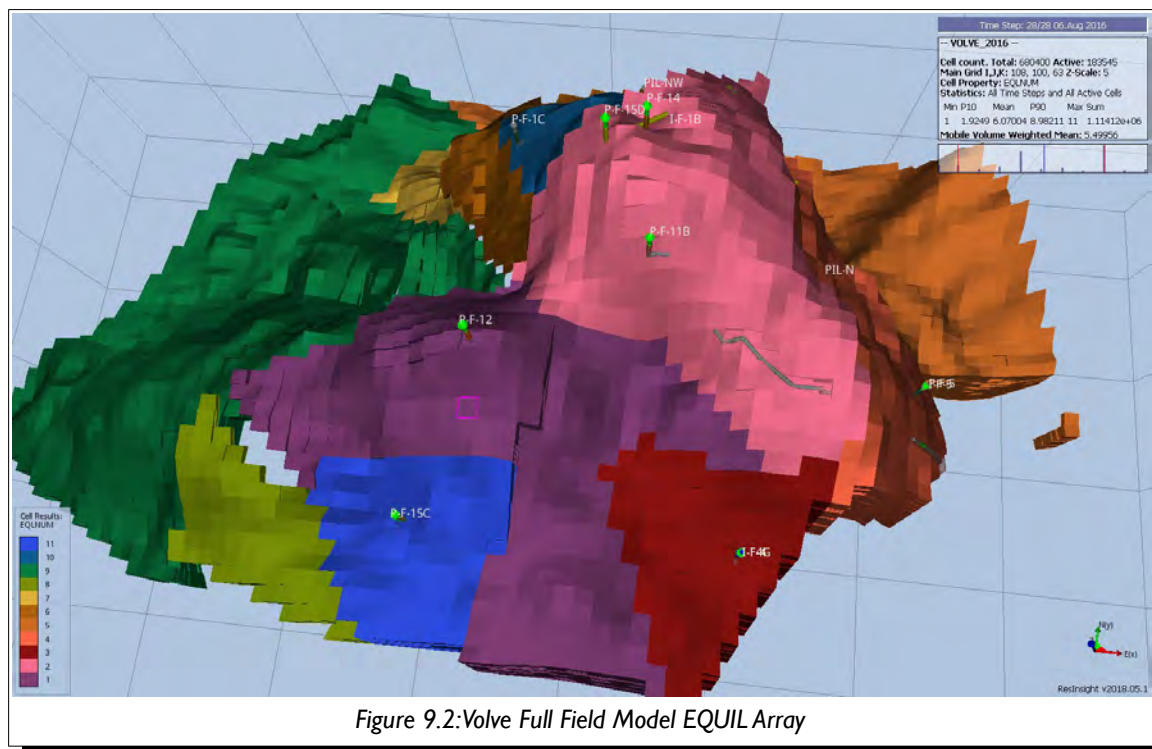 Time Step: 28/28 06.Aug 2016
-- VOLVE_2016 --
Cell count. Total: 680400 Active: 183545
Main Grid I,J,K: 108, 100, 63 Z-Scale: 5
Cell Property: EQLNUM
Statistics: All Time Steps and All Active Cells
Min P10 Mean P90 Max Sum
1 1.9249 6.07004 8.98211 11 1.11412e+06
Mobile Volume Weighted Mean: 5.49956
PIL-NW
P-F-14
P-F-15D
I-F-1B
P-F-1C
P-F-11B
PIL-N
P-F-12
P-F-15C
Cell Results:
EQLNUM
11
10
9
8
7
6
5
4
3
2
1
N(y)
E(x)
ResInsight v2018.05.1
Figure 9.2:Volve Full Field Model EQUIL Array